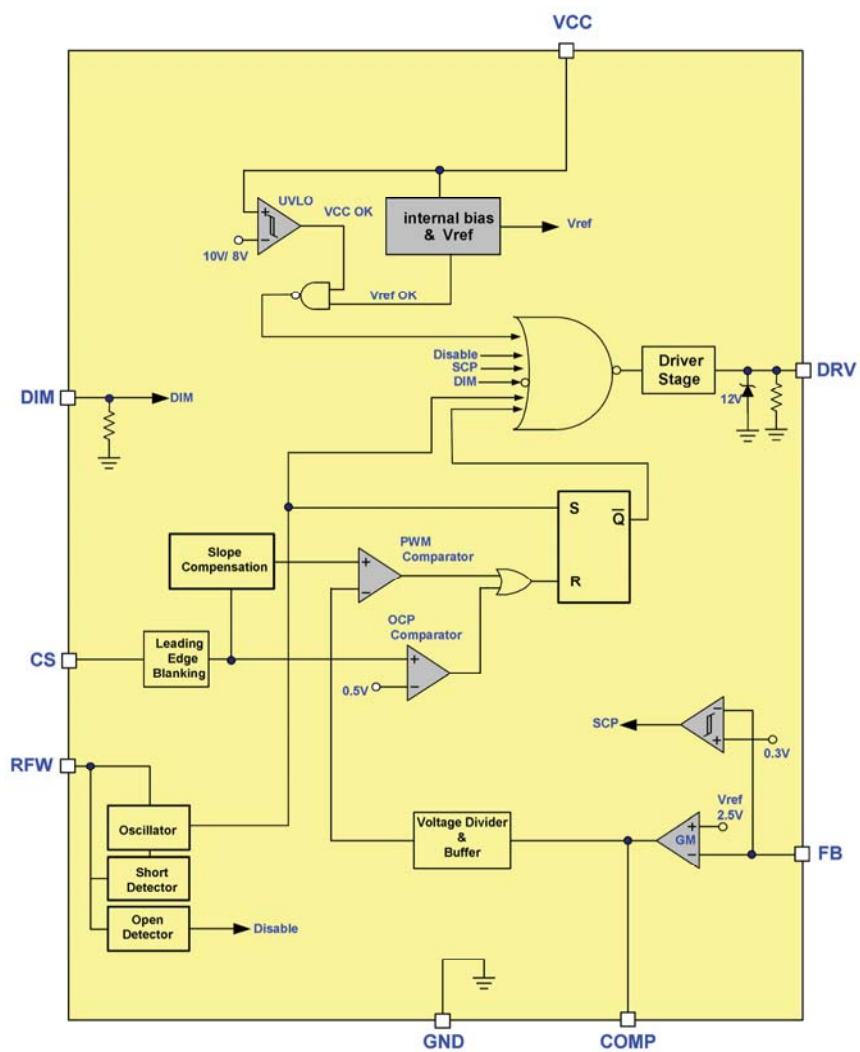 VCC
UVLO
VCC OK
internal bias
& Vref
Vref
+
−
10V/ 8V
Vref OK
Disable
SCP
DIM
Driver
Stage
DRV
12V
DIM
DIM
S
Q
R
PWM
Comparator
Slope
Compensation
+
−
OCP
Comparator
Leading
Edge
Blanking
CS
+
−
0.5V
SCP
−
+
0.3V
RFW
Oscillator
Voltage Divider
&
Buffer
Vref
2.5V
+
GM
−
FB
Short
Detector
Open
Detector
Disable
GND
COMP